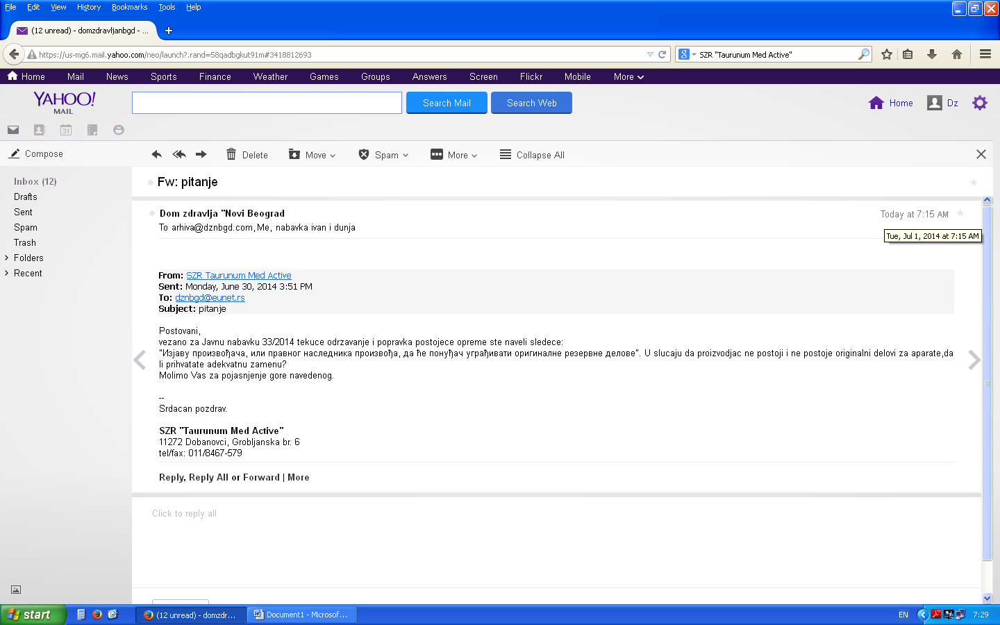 File Edit View History Bookmarks Tools Help
(12 unread) - domzdravljanbgd - ...
https://us-mg6.mail.yahoo.com/neo/launch?.rand=58qadbgkut91m#3418812693
SZR "Taurunum Med Active"
Home Mail News Sports Finance Weather Games Groups Answers Screen Flickr Mobile More
YAHOO!
MAIL
Search Mail Search Web Home Dz
31
Compose Delete Move Spam More Collapse All
Inbox (12)
Drafts
Sent
Spam
Trash
Folders
Recent
Fw: pitanje
Dom zdravlja "Novi Beograd
Today at 7:15 AM
To arhiva@dznbgd.com, Me, nabavka ivan i dunja
Tue, Jul 1, 2014 at 7:15 AM
From: SZR Taurunum Med Active
Sent: Monday, June 30, 2014 3:51 PM
To: dznbgd@eunet.rs
Subject: pitanje
Postovani,
vezano za Javnu nabavku 33/2014 tekuce odrzavanje i popravka postojece opreme ste naveli sledece:
"Изјаву произвођача, или правног наследника произвођа, да ће понуђач уграђивати оригиналне резервне делове". U slucaju da proizvodjac ne postoji i ne postoje originalni delovi za aparate,da
li prihvatate adekvatnu zamenu?
Molimo Vas za pojasnjenje gore navedenog.
--
Srdacan pozdrav.
SZR "Taurunum Med Active"
11272 Dobanovci, Grobljanska br. 6
tel/fax: 011/8467-579
Reply, Reply All or Forward | More
Click to reply all
start (12 unread) - domzdr... Document1 - Microsof... EN 7:29